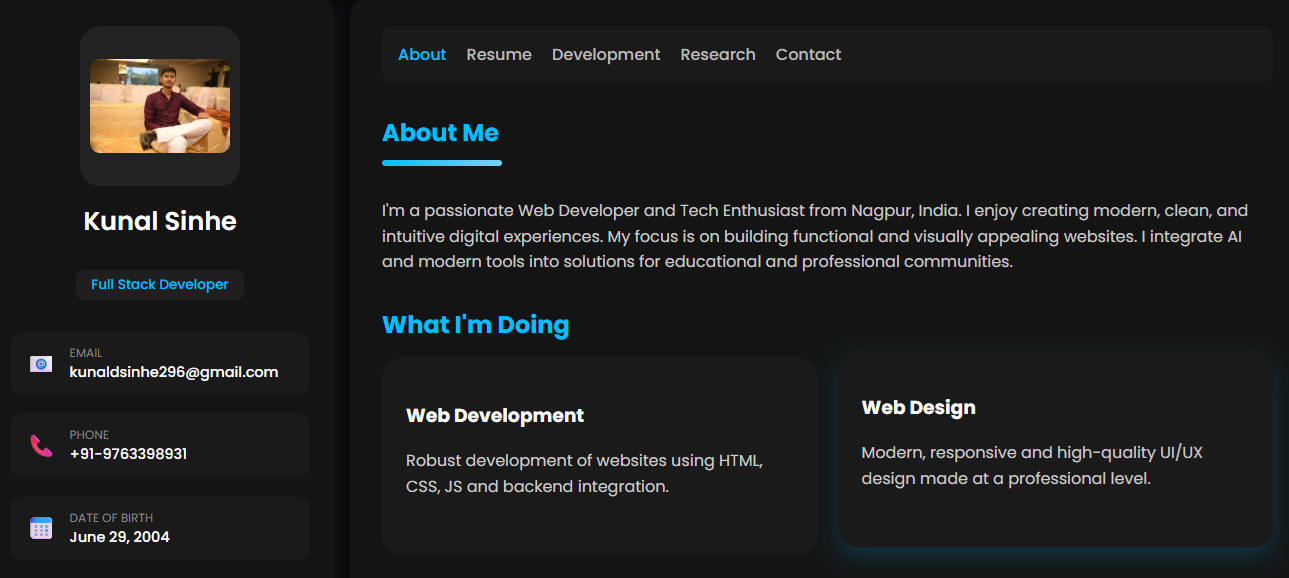 Kunal Sinhe
Full Stack Developer
EMAIL
kunaldsinhe296@gmail.com
PHONE
+91-9763398931
DATE OF BIRTH
June 29, 2004
About Resume Development Research Contact
About Me
I'm a passionate Web Developer and Tech Enthusiast from Nagpur, India. I enjoy creating modern, clean, and
intuitive digital experiences. My focus is on building functional and visually appealing websites. I integrate AI
and modern tools into solutions for educational and professional communities.
What I'm Doing
Web Development
Robust development of websites using HTML,
CSS, JS and backend integration.
Web Design
Modern, responsive and high-quality UI/UX
design made at a professional level.